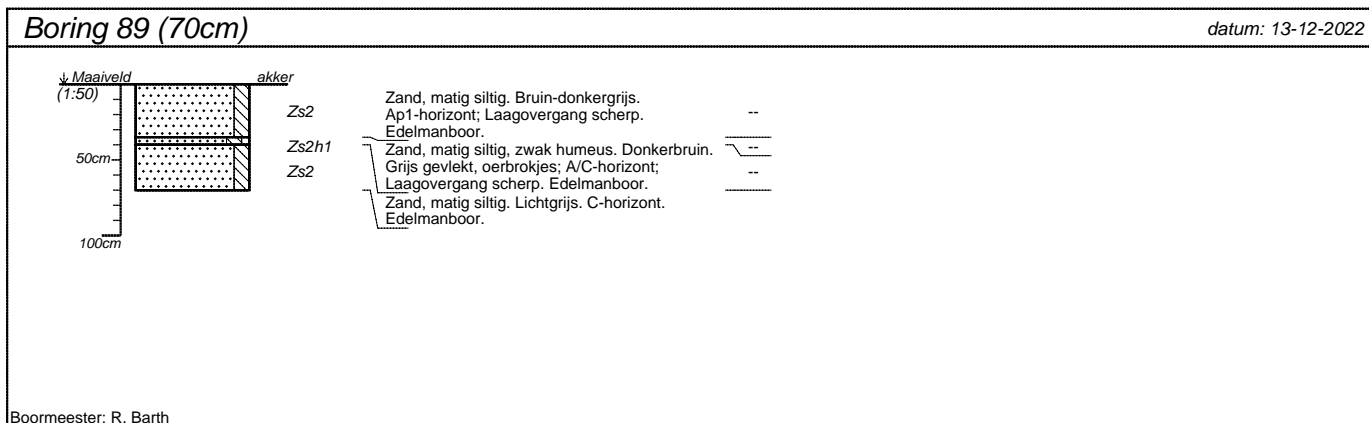 Boring 89 (70cm)
datum: 13-12-2022
Maaiveld
akker
(1:50)
Zs2
Zand, matig siltig. Bruin-donkergrijs.
Ap1-horizont; Laagovergang scherp.
Edelmanboor.
--
Zs2h1
Zand, matig siltig, zwak humeus. Donkerbruin.
Grijs gevlekt, oerbrokjes; A/C-horizont;
Laagovergang scherp. Edelmanboor.
--
50cm
Zs2
Zand, matig siltig. Lichtgrijs. C-horizont.
Edelmanboor.
--
100cm
Boormeester: R. Barth